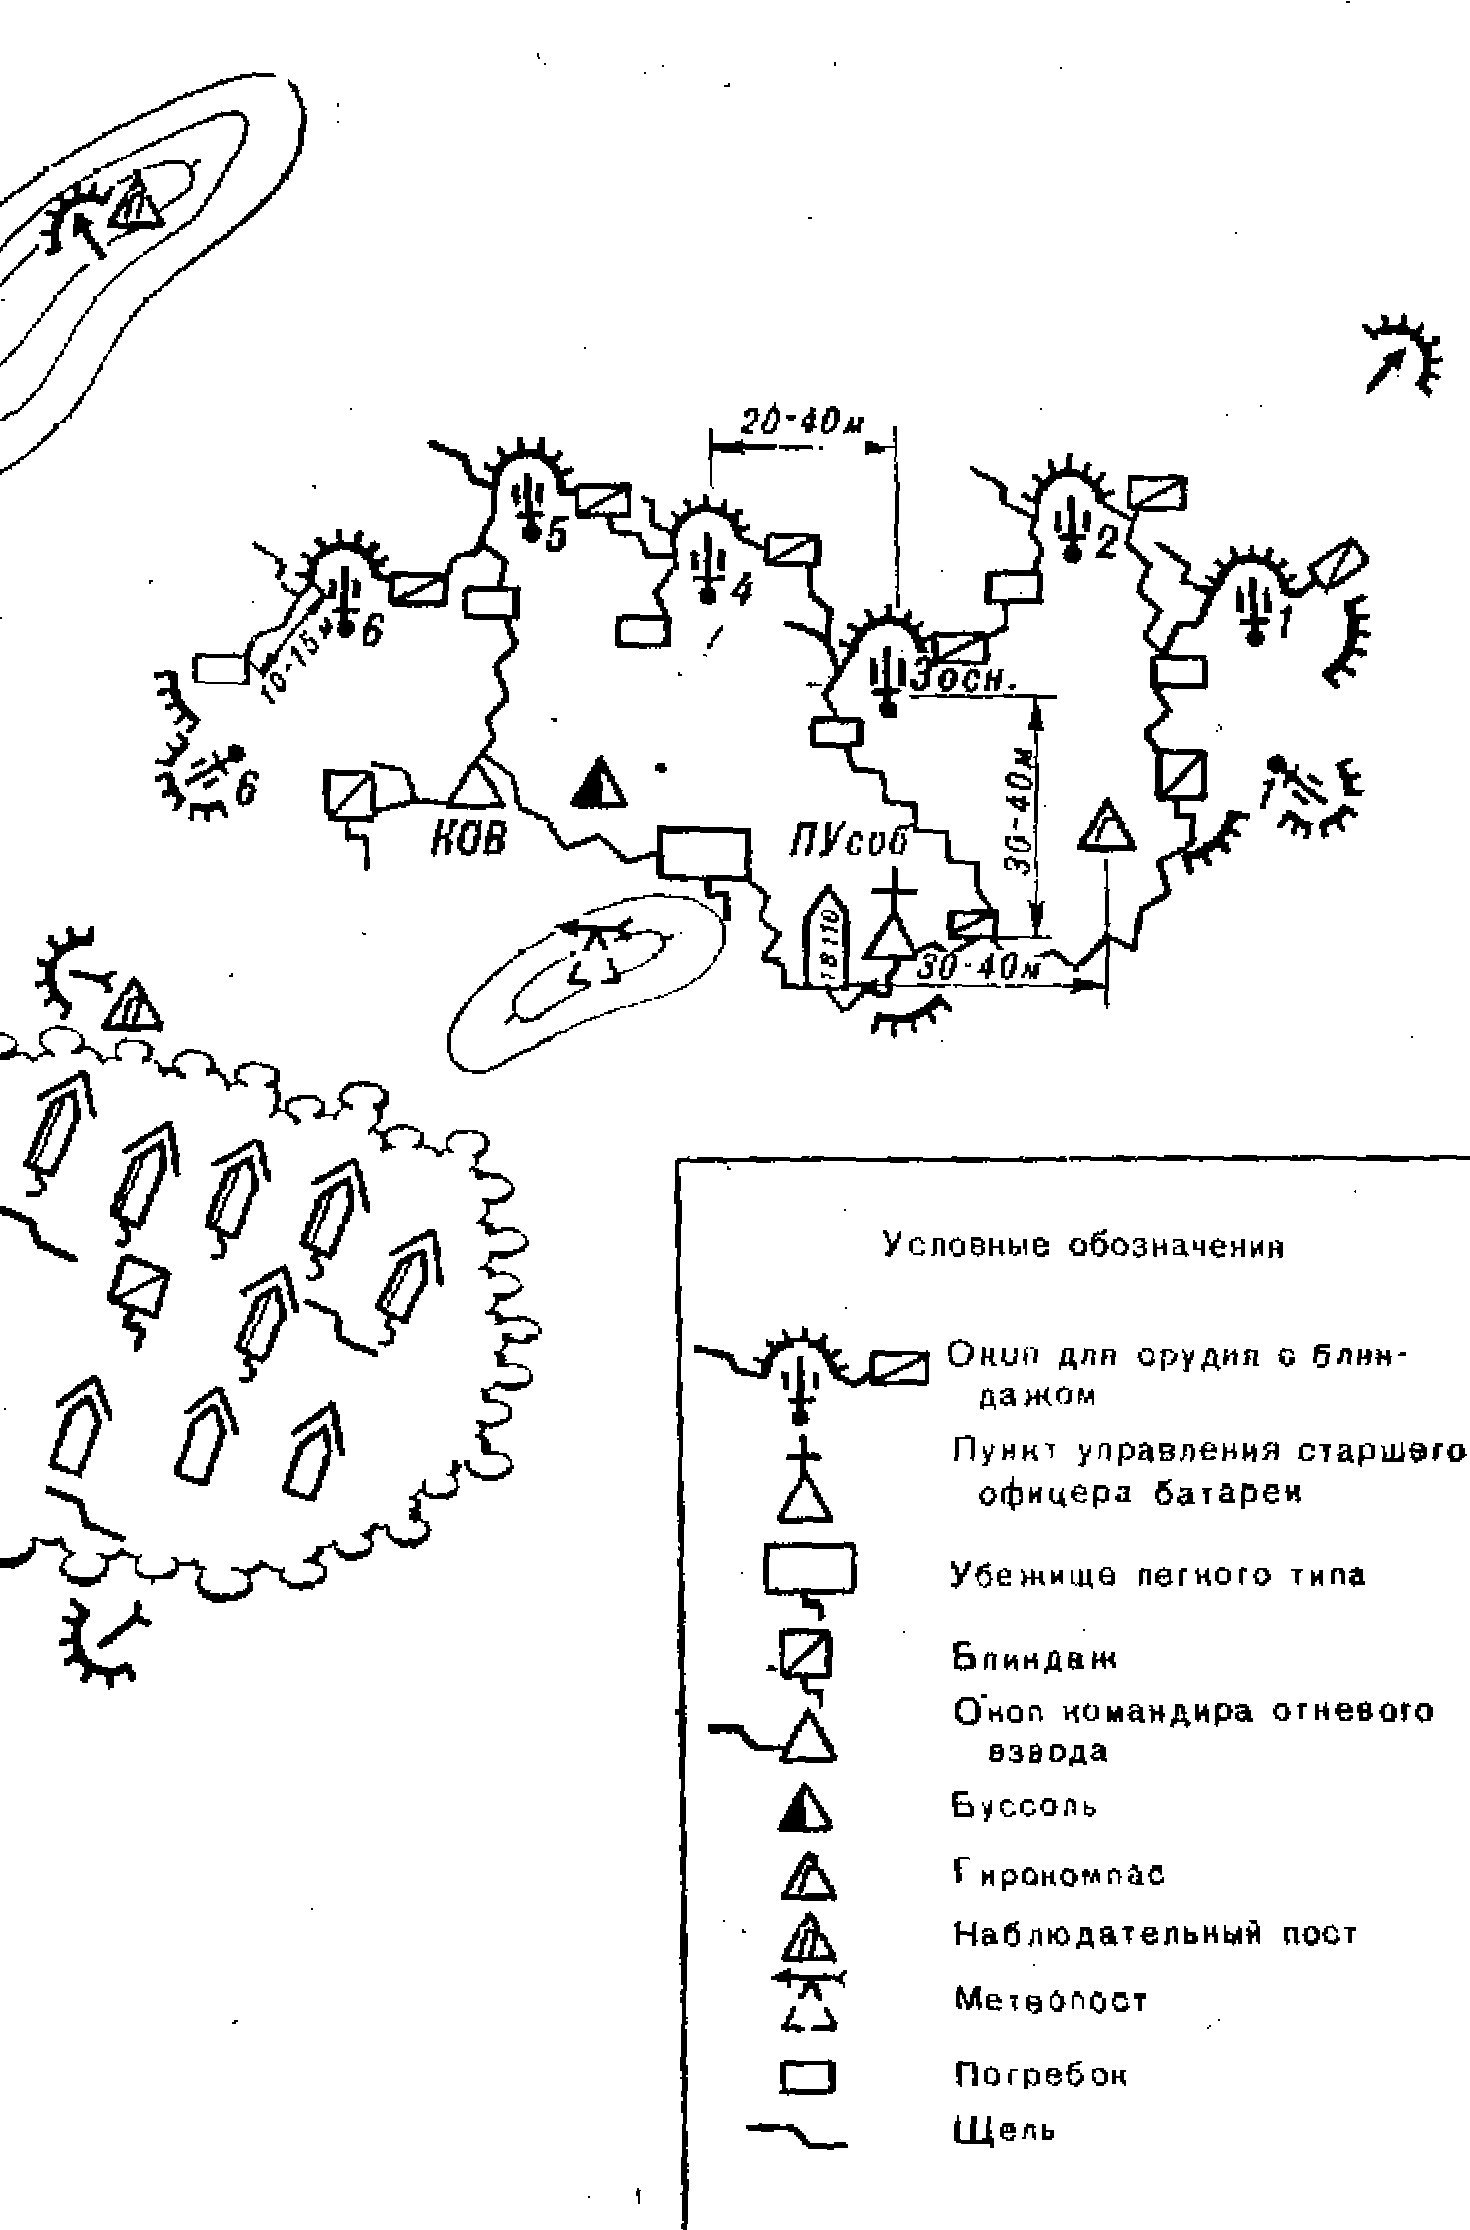 20-40м
5
2
4
6
1
10-15м
3осн.
6
1
30-40м
КОВ
ПУсоб
30-40м
Условные обозначения
Окоп для орудия с блин-
дажом
Пункт управления старшего
офицера батареи
Убежище легкого типа
Блиндаж
Окоп командира огневого
взвода
Буссоль
Гирокомпас
Наблюдательный пост
Метеопост
Погребок
Щель